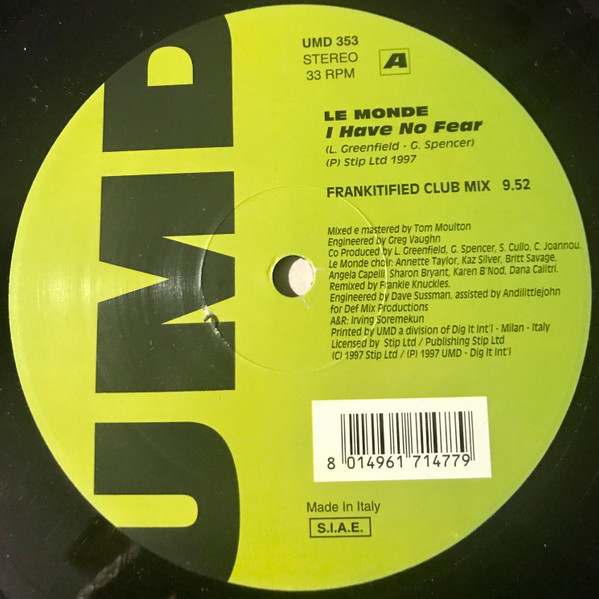 UMD
UMD 353
STEREO
33 RPM
A
LE MONDE
I Have No Fear
(L. Greenfield - G. Spencer)
(P) Stip Ltd 1997
FRANKITIFIED CLUB MIX 9.52
Mixed e mastered by Tom Moulton
Engineered by Greg Vaughn
Co Produced by L. Greenfield, G. Spencer, S. Cullo, C. Joannou.
Le Monde choir: Annette Taylor, Kaz Silver, Britt Savage,
Angela Capelli, Sharon Bryant, Karen B'Nod, Dana Calitri.
Remixed by Frankie Knuckles.
Engineered by Dave Sussman, assisted by Andilittlejohn
for Def Mix Productions
A&R: Irving Soremekun
Printed by UMD a division of Dig It Int'l - Milan - Italy
Licensed by Stip Ltd / Publishing Stip Ltd
(C) 1997 Stip Ltd / (P) 1997 UMD - Dig It Int'l
8 014961 714779
Made In Italy
S.I.A.E.